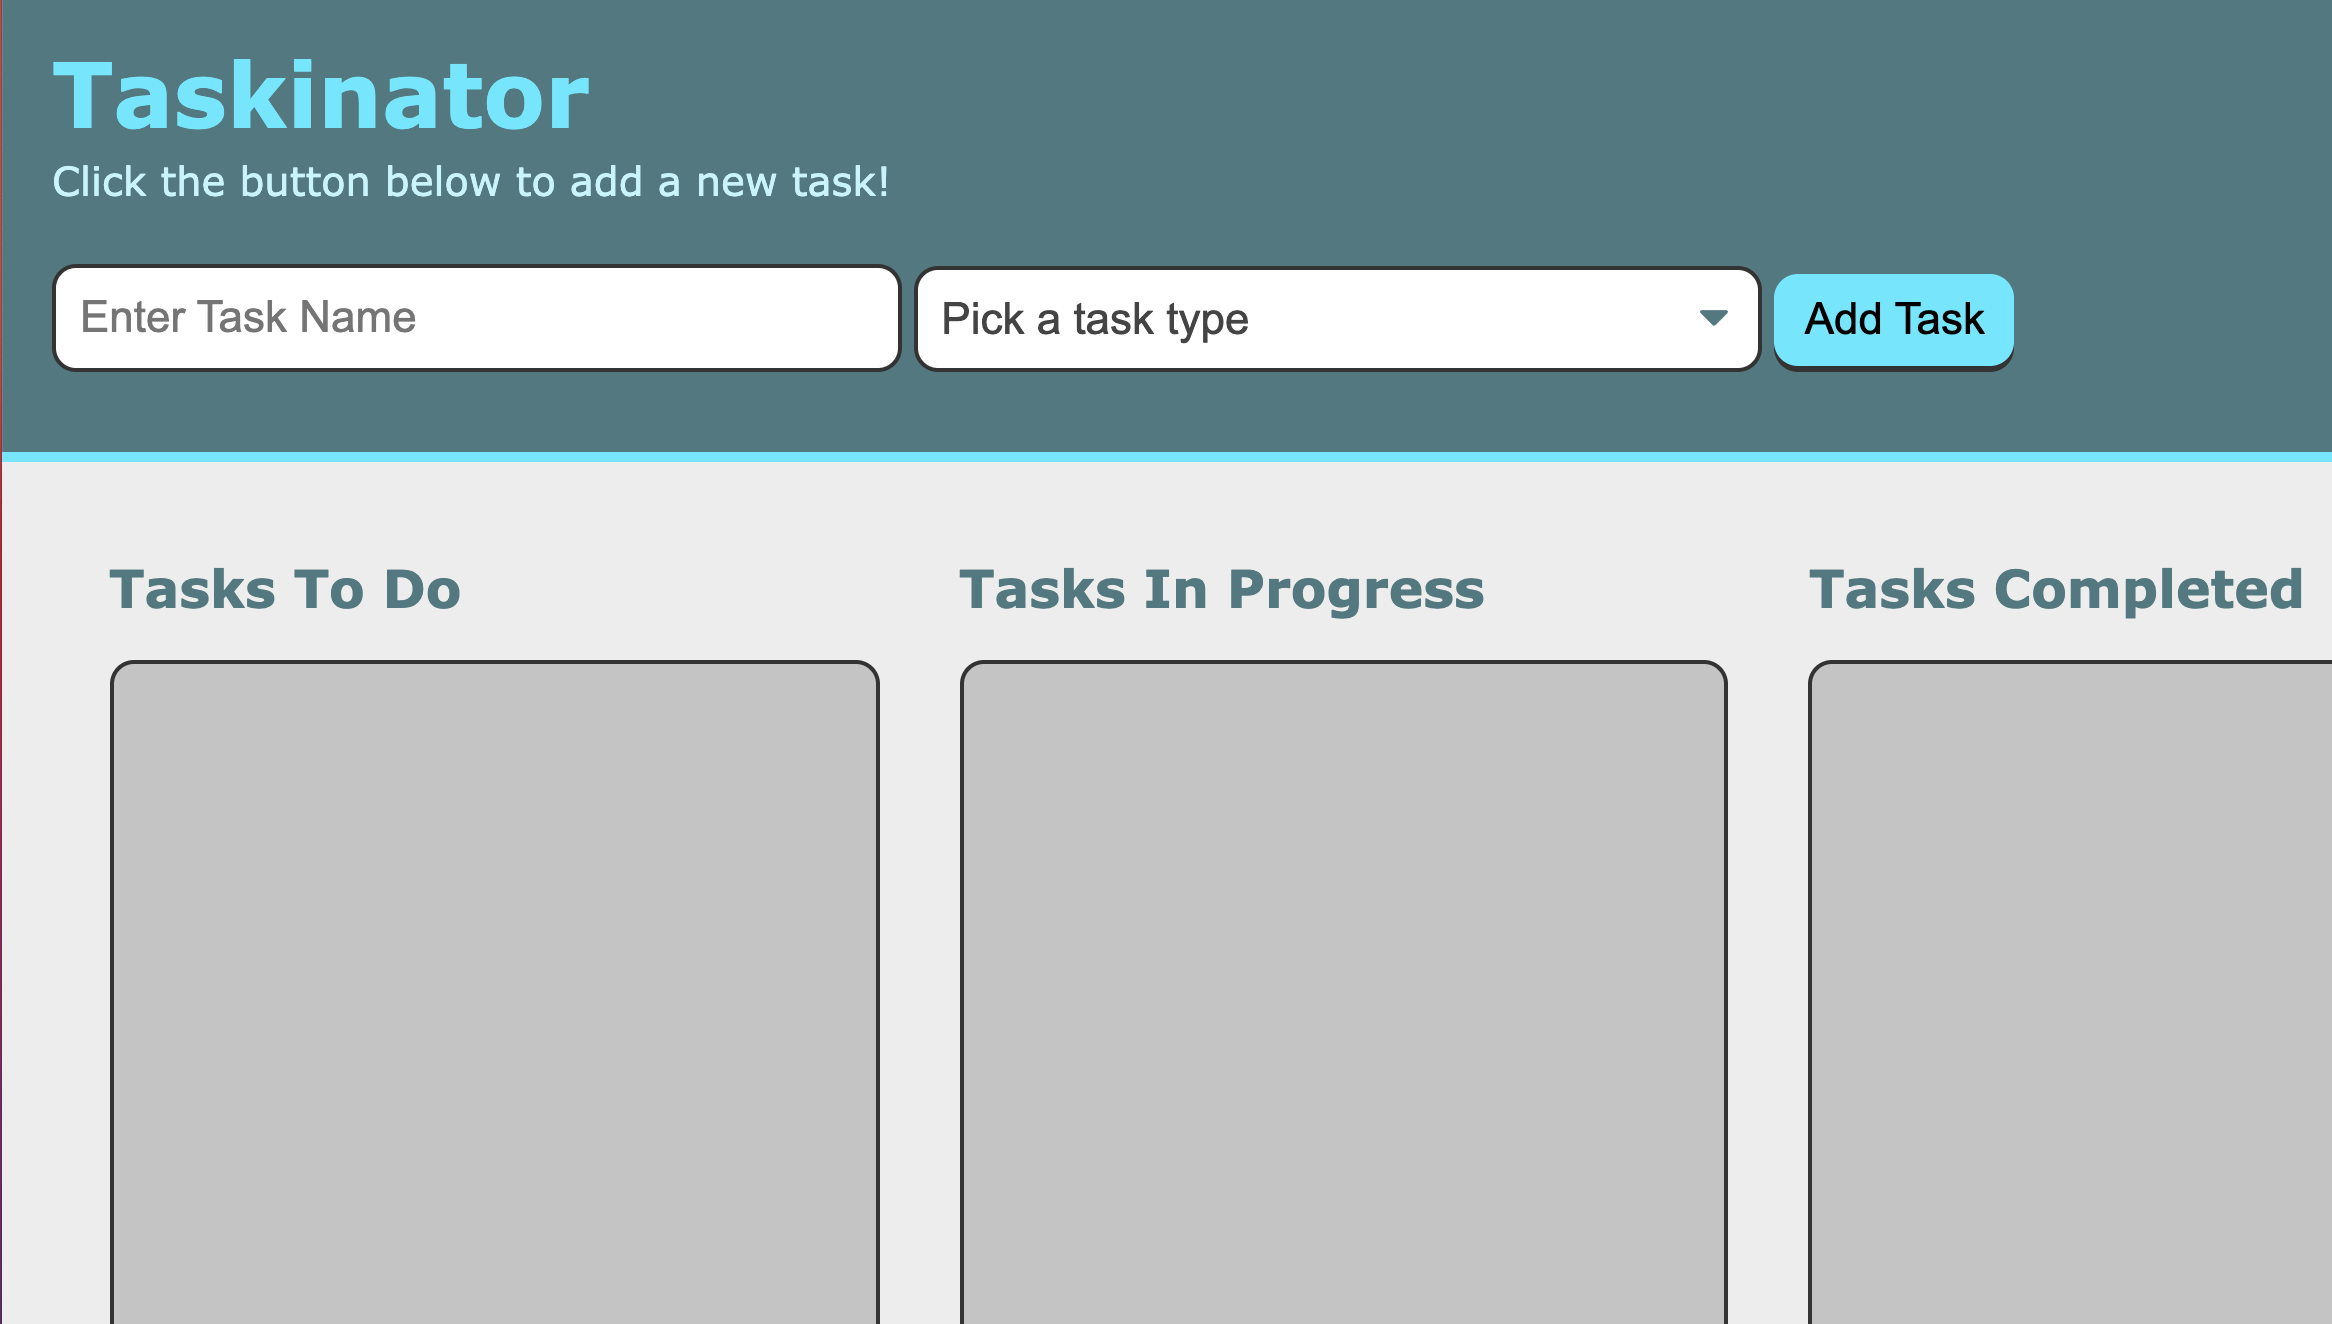 Taskinator
Click the button below to add a new task!
Enter Task Name
Pick a task type
Add Task
Tasks To Do
Tasks In Progress
Tasks Completed